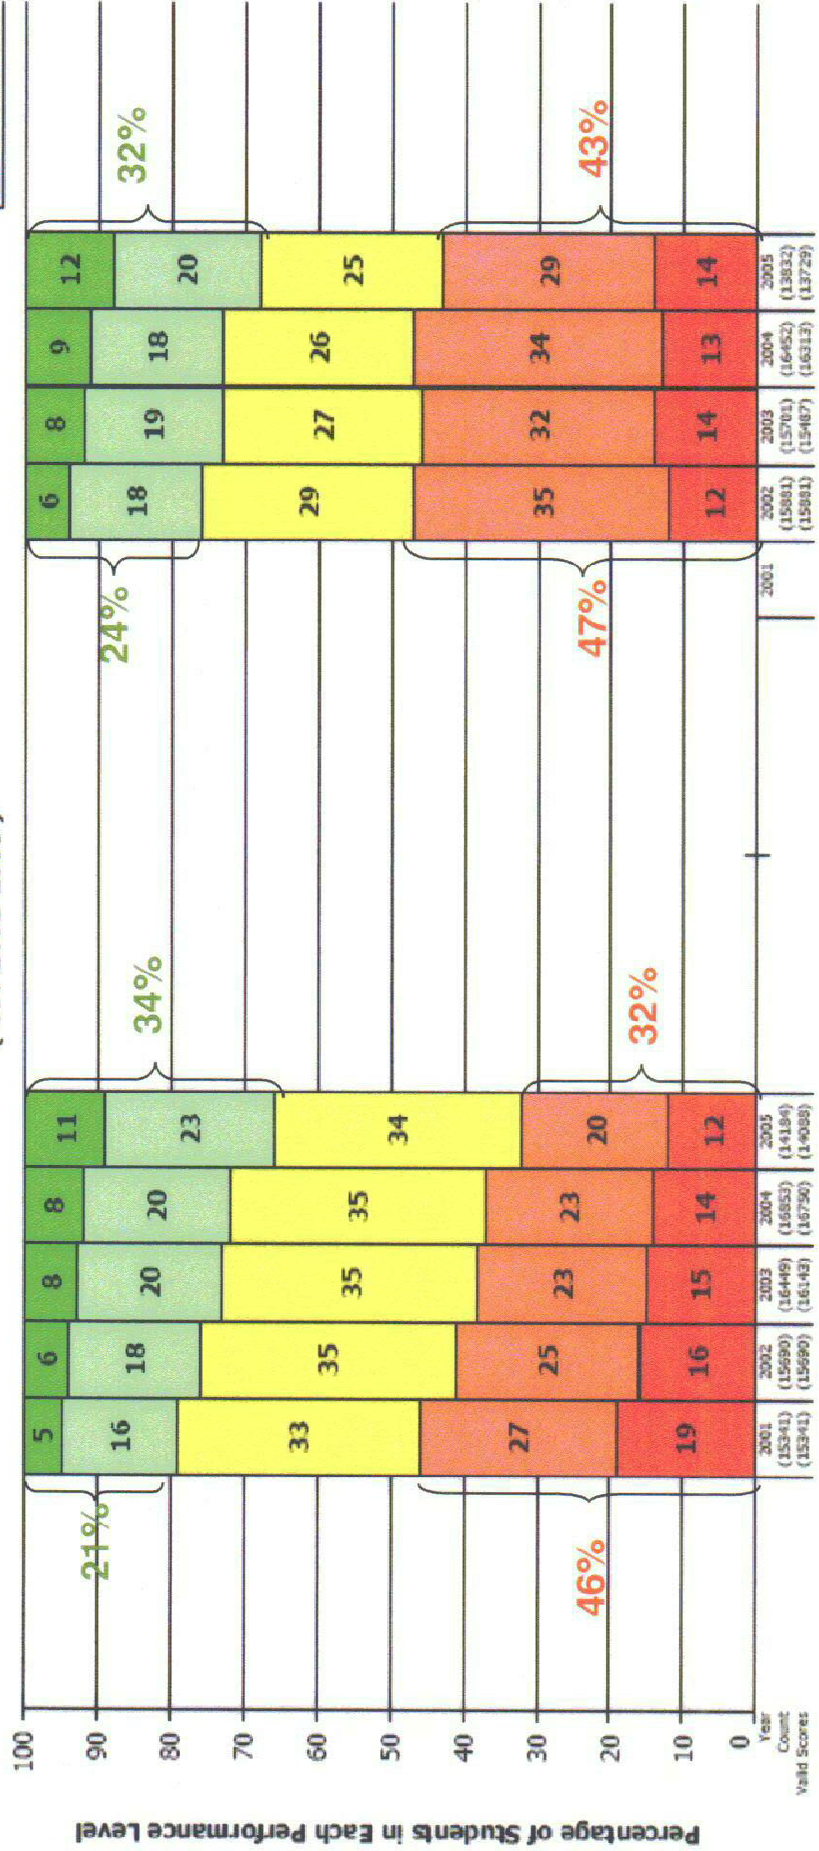 Percentage of Students in Each Performance Level
100
90
80
70
60
50
40
30
20
10
0
21%
46%
34%
32%
24%
47%
32%
43%
5 6 8 8 11
16 18 20 20 23
33 35 35 35 34
27 25 23 23 20
19 16 15 14 12
6 8 9 12
18 19 18 20
29 27 26 25
35 32 34 29
12 14 13 14
Year 2001 2002 2003 2004 2005 2001 2002 2003 2004 2005
Count (15341) (15690) (16449) (16853) (14184) (15881) (15701) (16452) (13832)
Valid Scores (15341) (15690) (16143) (16750) (14088) (15881) (15487) (16313) (13729)